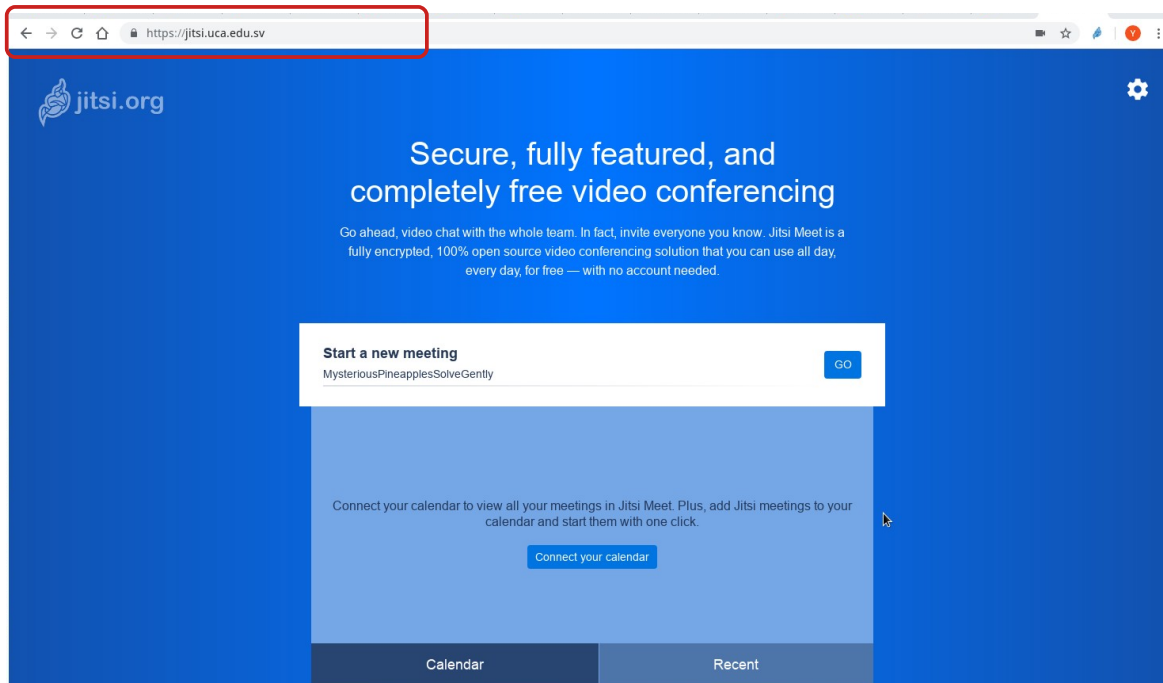 https://jitsi.uca.edu.sv
Y
jitsi.org
Secure, fully featured, and
completely free video conferencing
Go ahead, video chat with the whole team. In fact, invite everyone you know. Jitsi Meet is a
fully encrypted, 100% open source video conferencing solution that you can use all day,
every day, for free — with no account needed.
Start a new meeting
MysteriousPineapplesSolveGently
GO
Connect your calendar to view all your meetings in Jitsi Meet. Plus, add Jitsi meetings to your
calendar and start them with one click.
Connect your calendar
Calendar
Recent